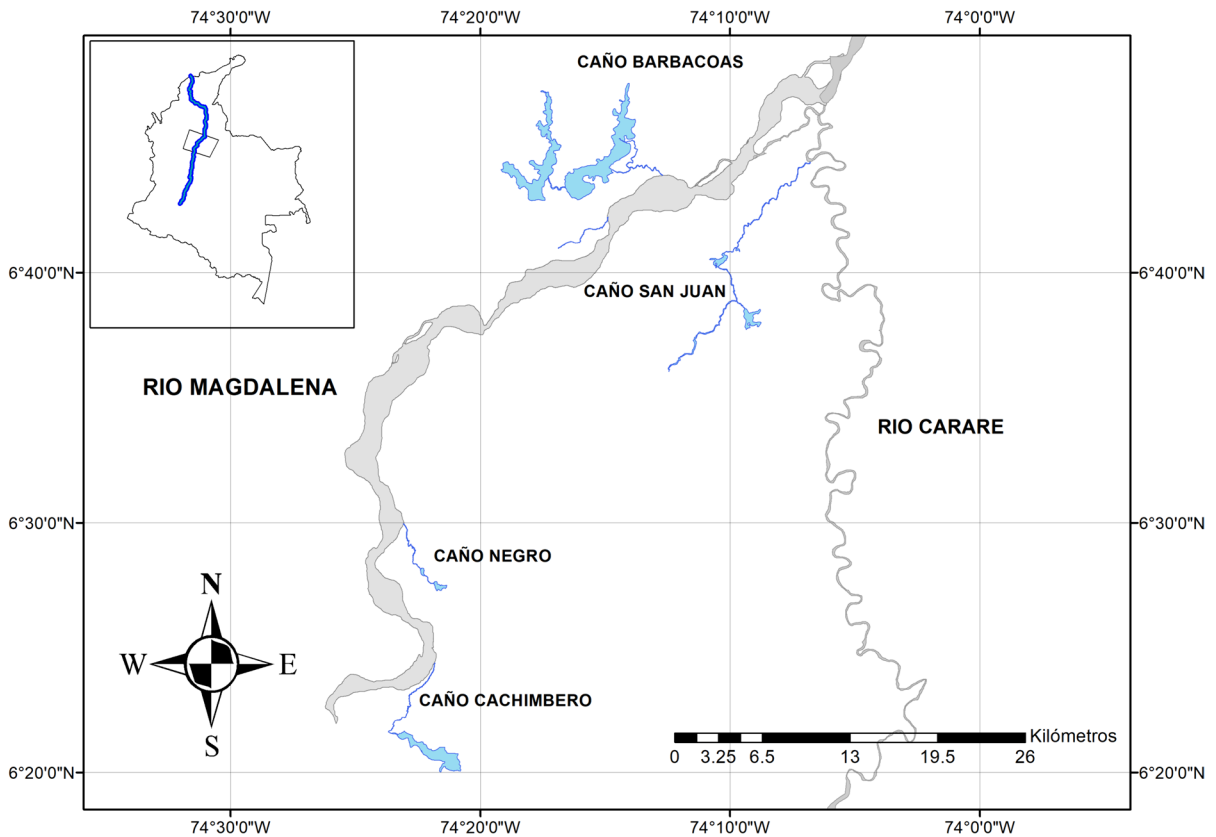 74°30'0"W 74°20'0"W 74°10'0"W 74°0'0"W
CAÑO BARBACOAS
6°40'0"N 6°40'0"N
CAÑO SAN JUAN
RIO MAGDALENA
RIO CARARE
6°30'0"N 6°30'0"N
CAÑO NEGRO
N
W E
S
CAÑO CACHIMBERO
Kilómetros
0 3.25 6.5 13 19.5 26
6°20'0"N 6°20'0"N
74°30'0"W 74°20'0"W 74°10'0"W 74°0'0"W